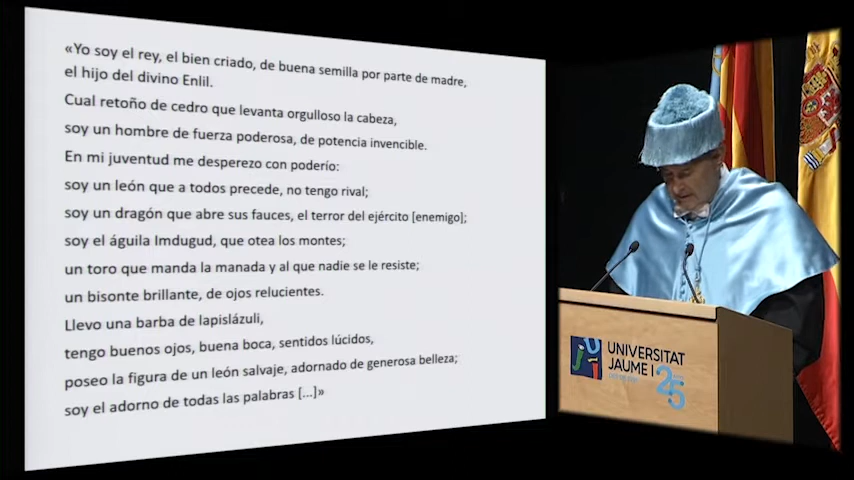 «Yo soy el rey, el bien criado, de buena semilla por parte de madre,
el hijo del divino Enlil.
Cual retoño de cedro que levanta orgulloso la cabeza,
soy un hombre de fuerza poderosa, de potencia invencible.
En mi juventud me desperezo con poderío:
soy un león que a todos precede, no tengo rival;
soy un dragón que abre sus fauces, el terror del ejército [enemigo];
soy el águila Imdugud, que otea los montes;
un toro que manda la manada y al que nadie se le resiste;
un bisonte brillante, de ojos relucientes.
Llevo una barba de lapislázuli,
tengo buenos ojos, buena boca, sentidos lúcidos,
poseo la figura de un león salvaje, adornado de generosa belleza;
soy el adorno de todas las palabras [...]»
UNIVERSITAT
JAUME I
25